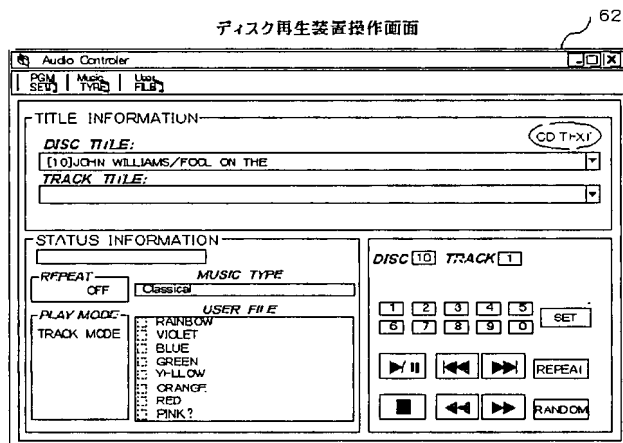 ディスク再生装置操作画面
62
Audio Controler
PGM SET
Music TYPE
User FILE
TITLE INFORMATION
CD TEXT
DISC TITLE:
[10]JOHN WILLIAMS/FOOL ON THE
TRACK TITLE:
STATUS INFORMATION
REPEAT
OFF
MUSIC TYPE
Classical
PLAY MODE
TRACK MODE
USER FILE
RAINBOW
VIOLET
BLUE
GREEN
YELLOW
ORANGE
RED
PINK?
DISC 10 TRACK 1
1 2 3 4 5
6 7 8 9 0
SET
REPEAT
RANDOM